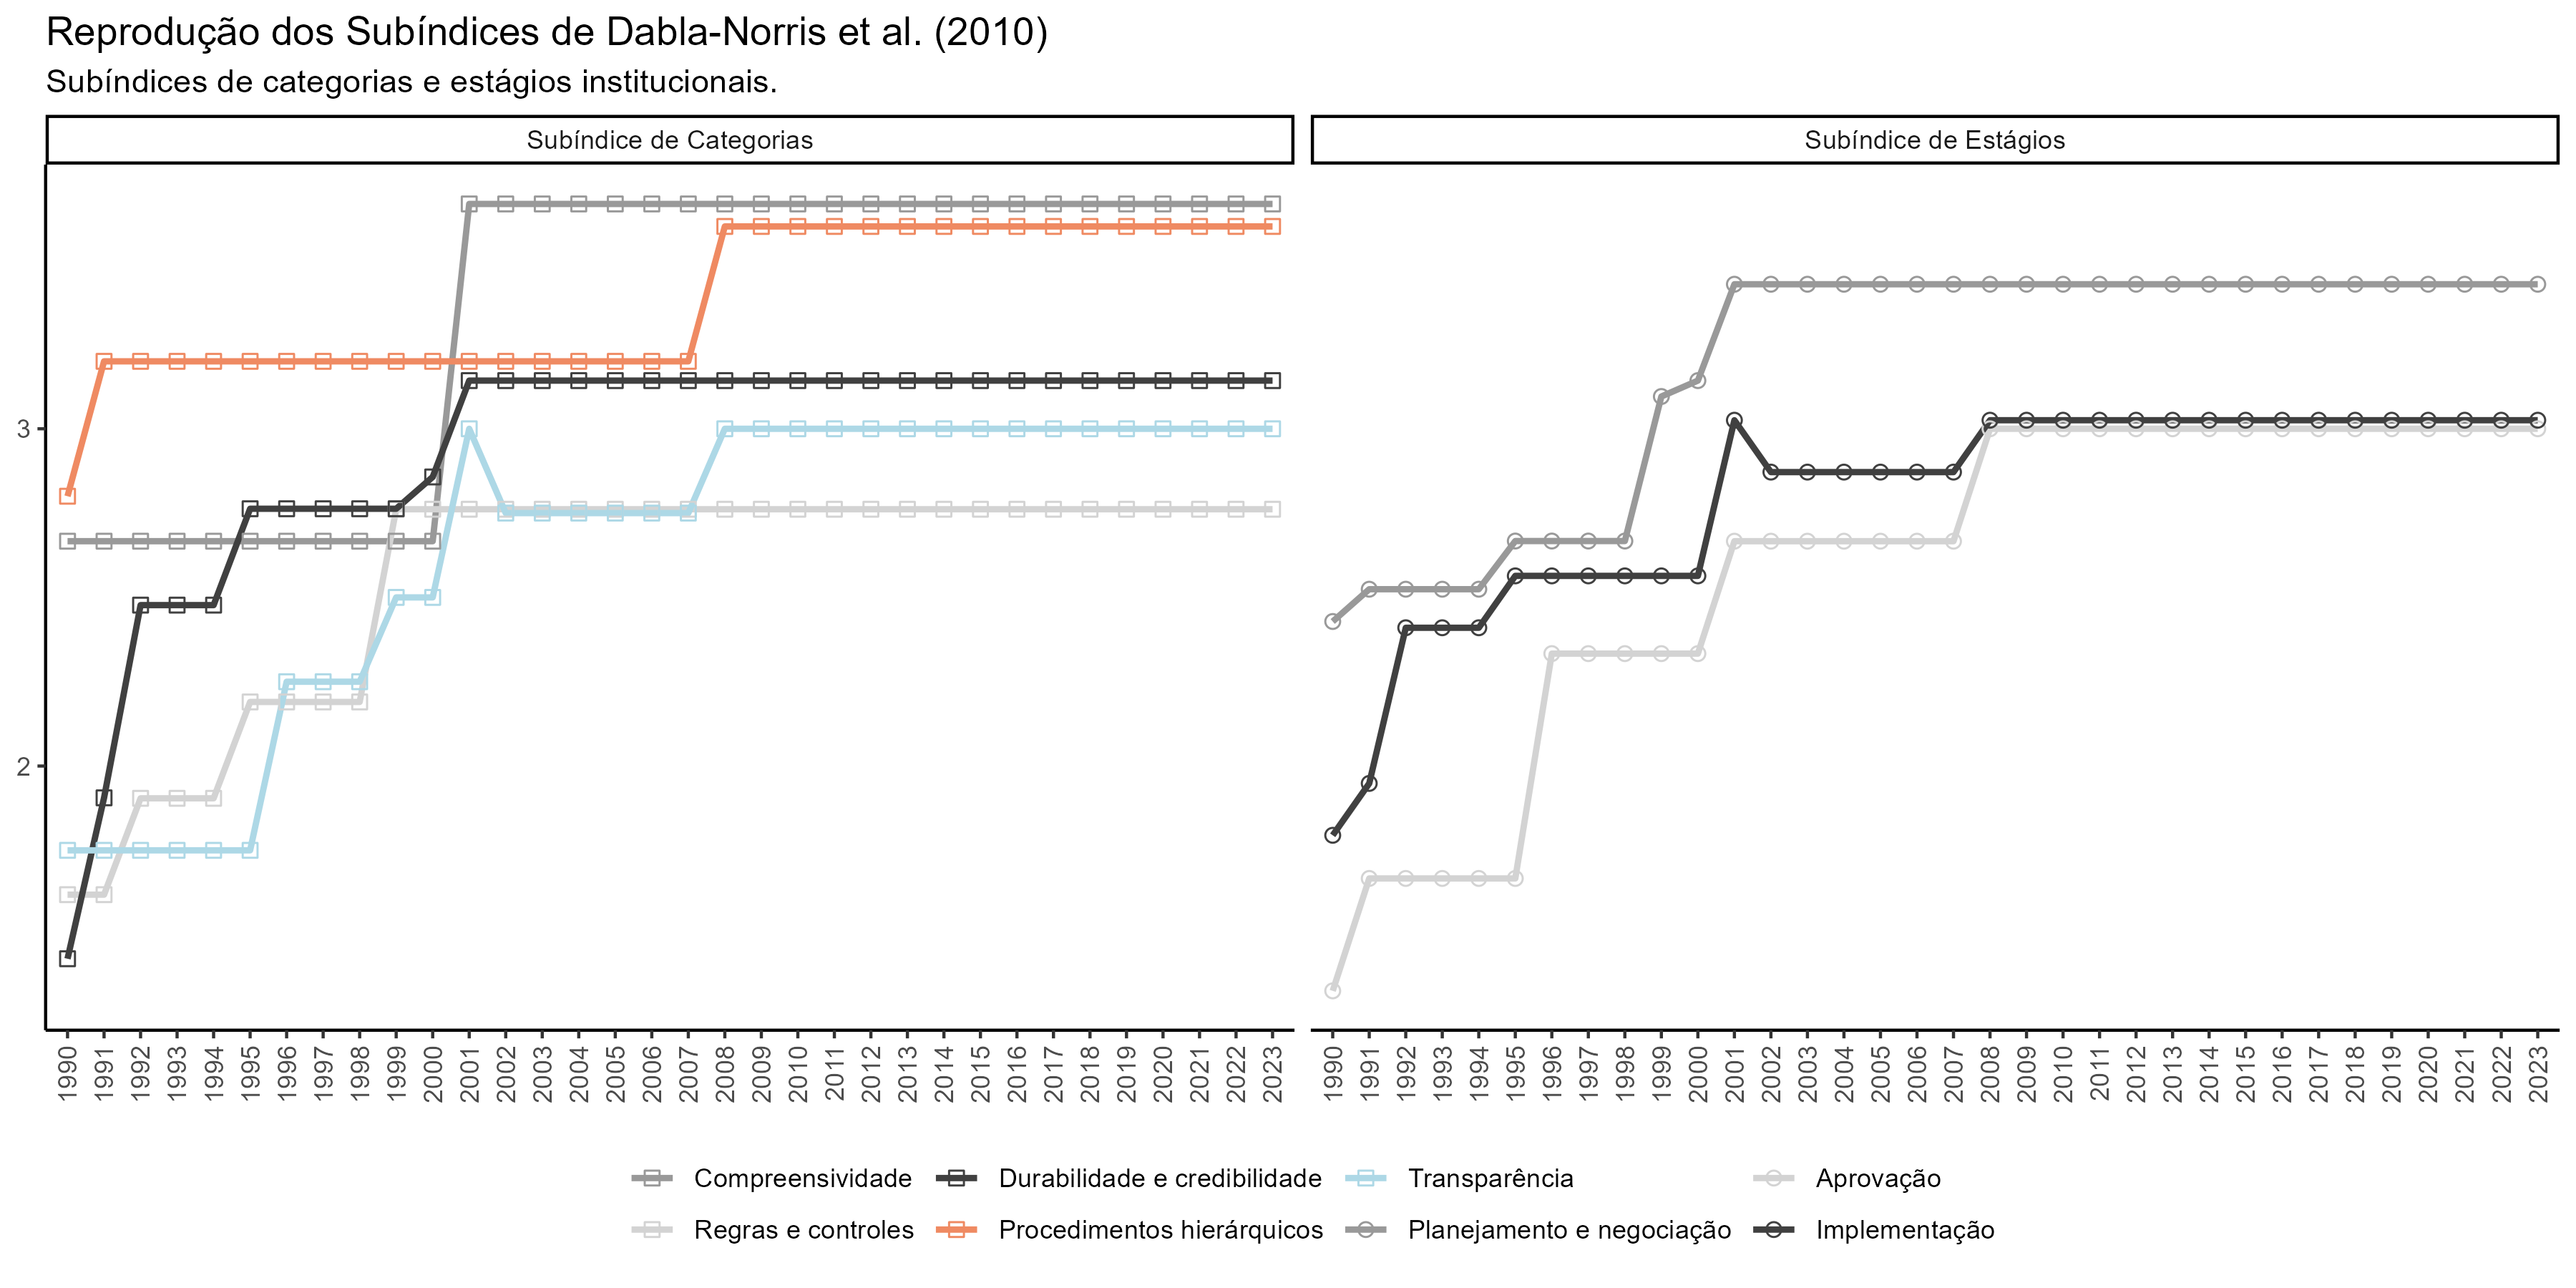 Reprodução dos Subíndices de Dabla-Norris et al. (2010)
Subíndices de categorias e estágios institucionais.
Subíndice de Categorias
Subíndice de Estágios
3
2
1990 1991 1992 1993 1994 1995 1996 1997 1998 1999 2000 2001 2002 2003 2004 2005 2006 2007 2008 2009 2010 2011 2012 2013 2014 2015 2016 2017 2018 2019 2020 2021 2022 2023
1990 1991 1992 1993 1994 1995 1996 1997 1998 1999 2000 2001 2002 2003 2004 2005 2006 2007 2008 2009 2010 2011 2012 2013 2014 2015 2016 2017 2018 2019 2020 2021 2022 2023
Compreensividade Durabilidade e credibilidade Transparência Aprovação
Regras e controles Procedimentos hierárquicos Planejamento e negociação Implementação